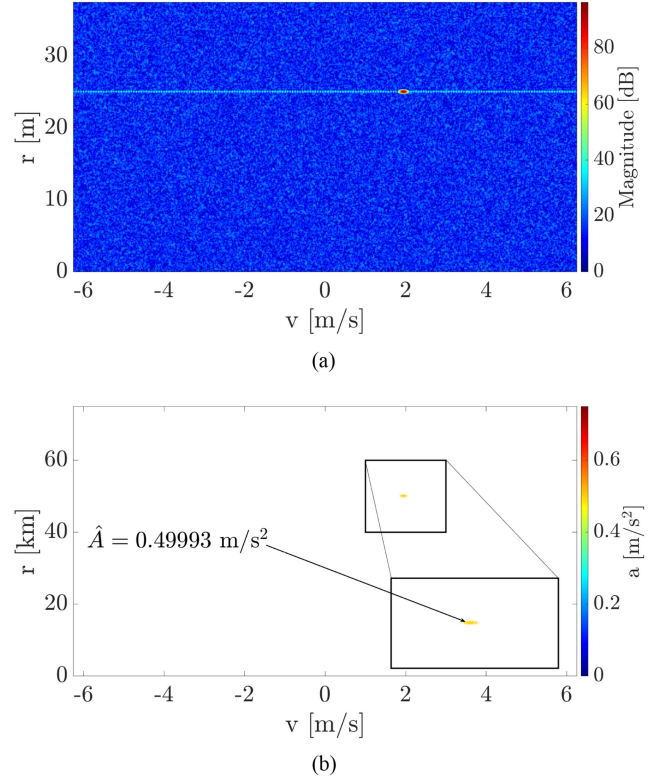 30
20
10
0
r [m]
-6 -4 -2 0 2 4 6
v [m/s]
80
60
40
20
0
Magnitude [dB]
(a)
60
40
20
0
r [km]
Â = 0.49993 m/s²
-6 -4 -2 0 2 4 6
v [m/s]
0.6
0.4
0.2
0
a [m/s²]
(b)